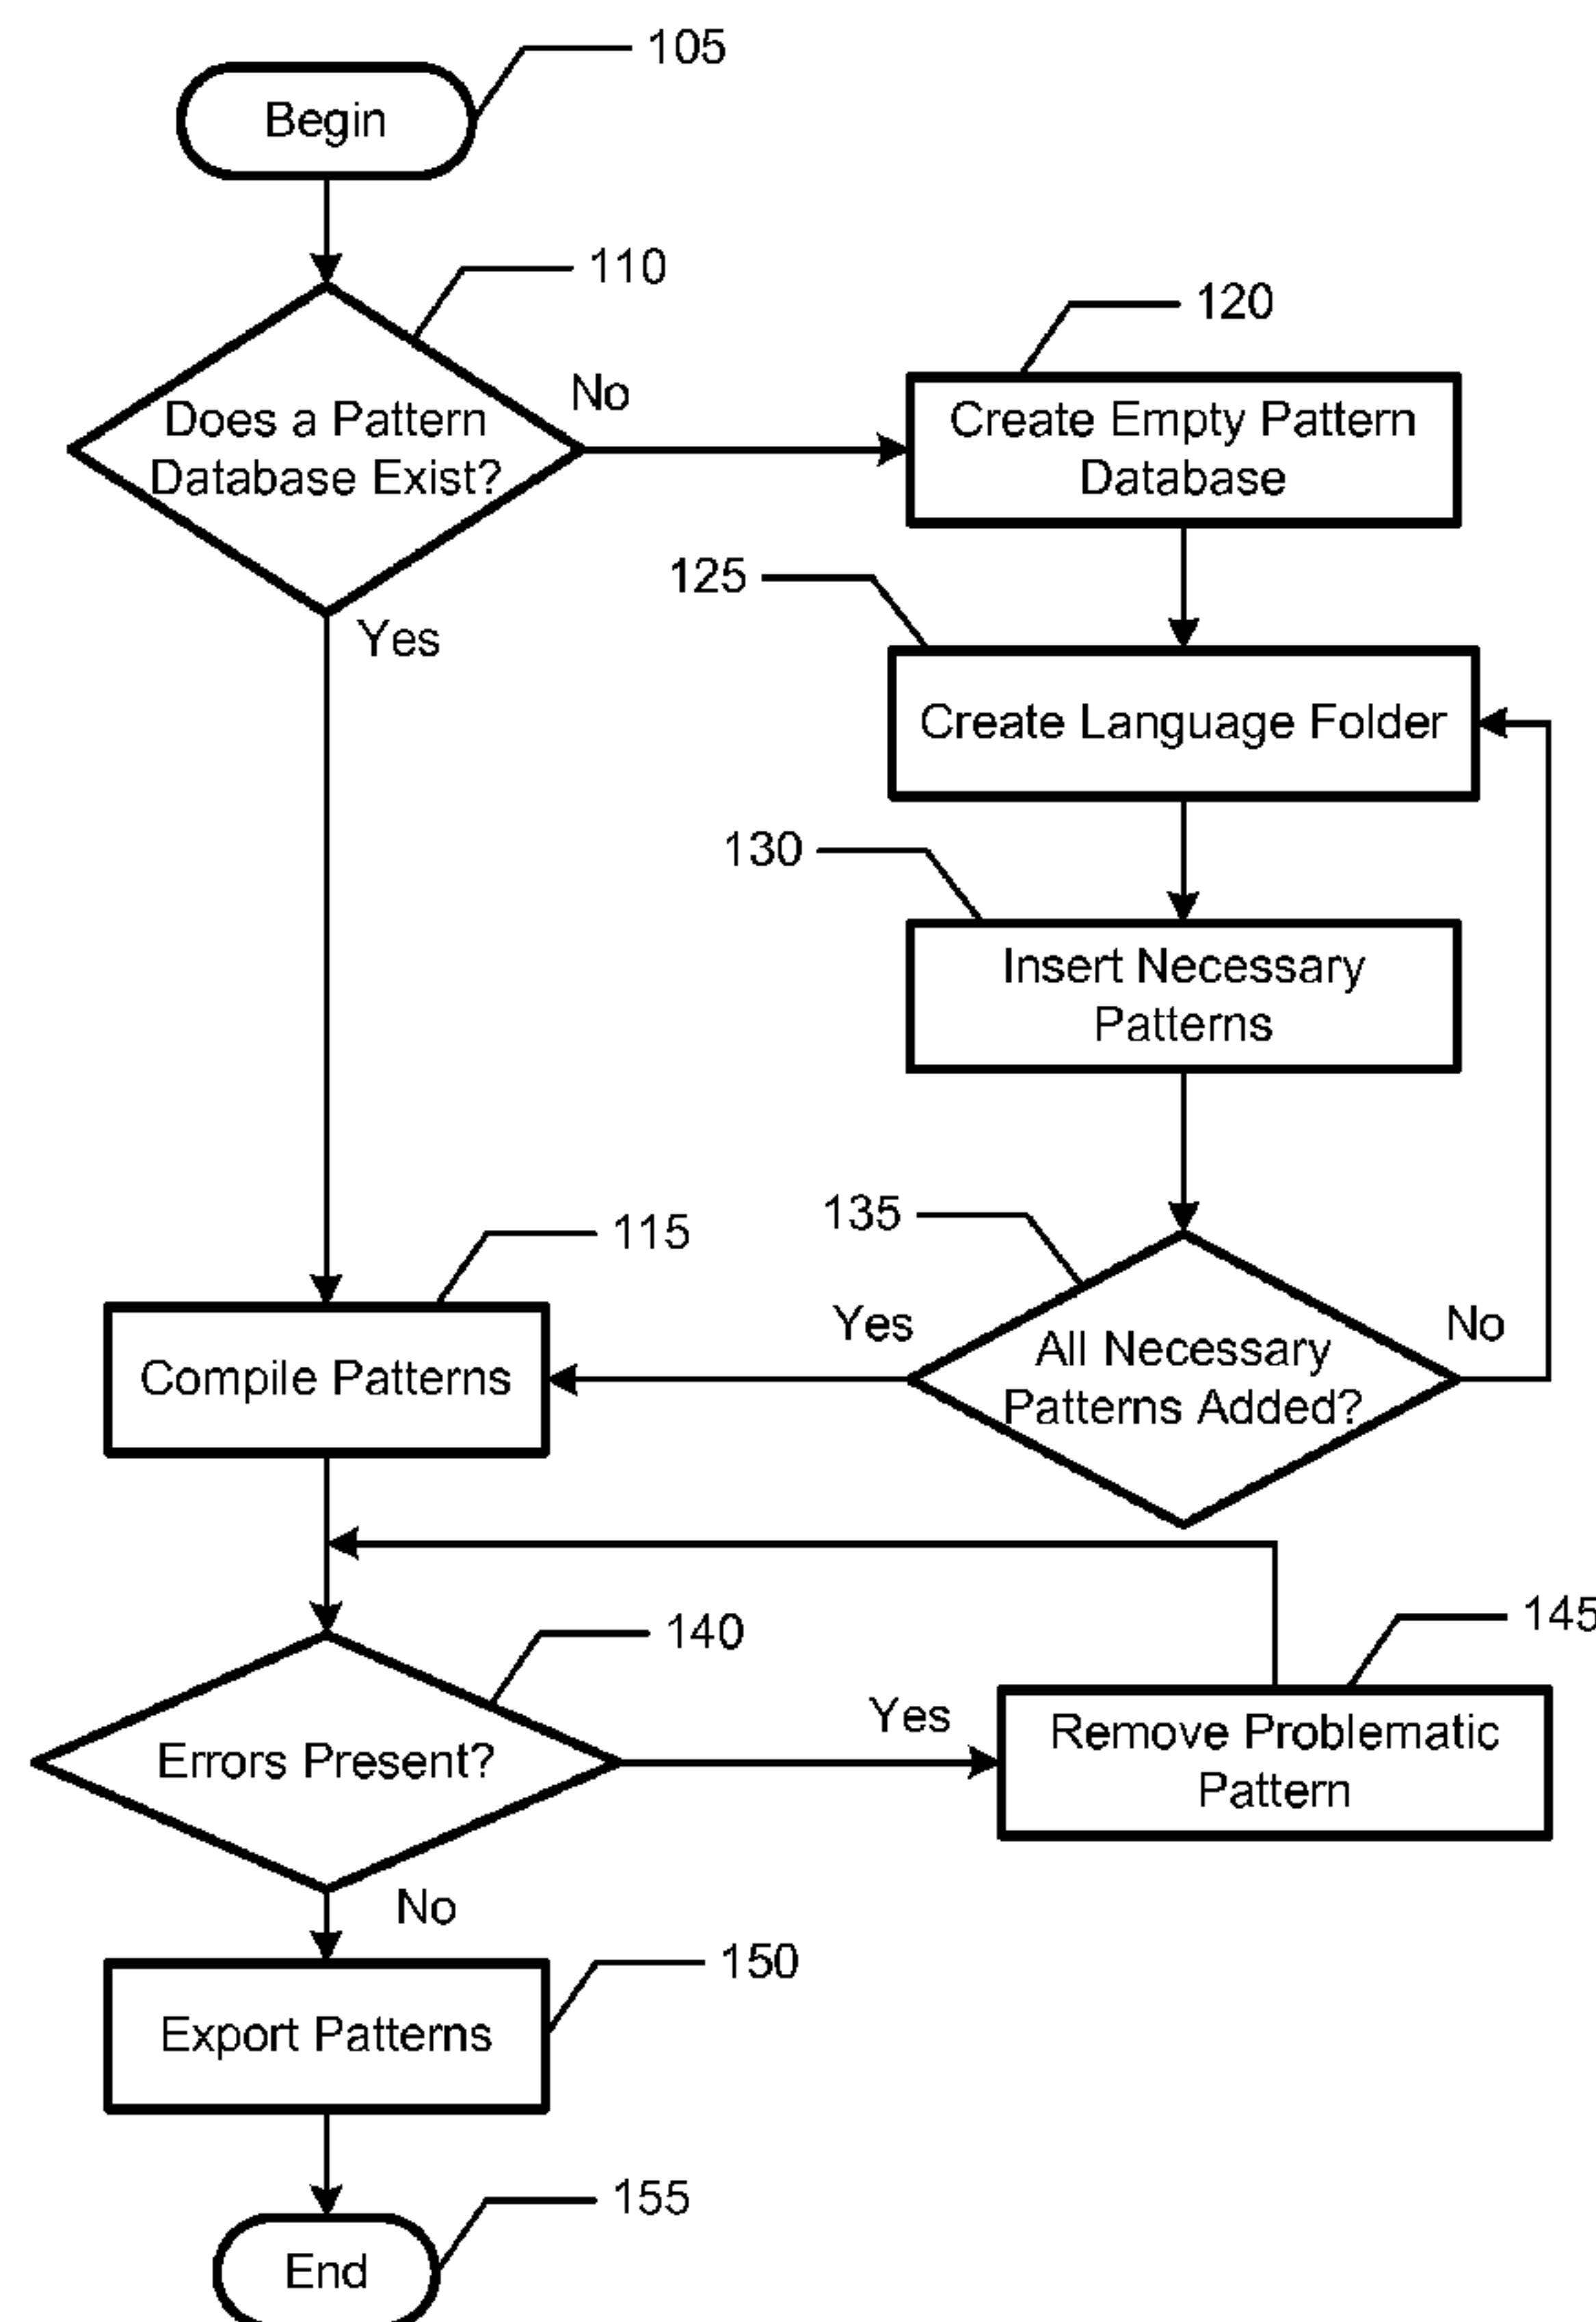 105
Begin
110
Does a Pattern
Database Exist?
No
Yes
120
Create Empty Pattern
Database
125
Create Language Folder
130
Insert Necessary
Patterns
135
All Necessary
Patterns Added?
Yes
No
115
Compile Patterns
140
Errors Present?
Yes
No
145
Remove Problematic
Pattern
150
Export Patterns
155
End